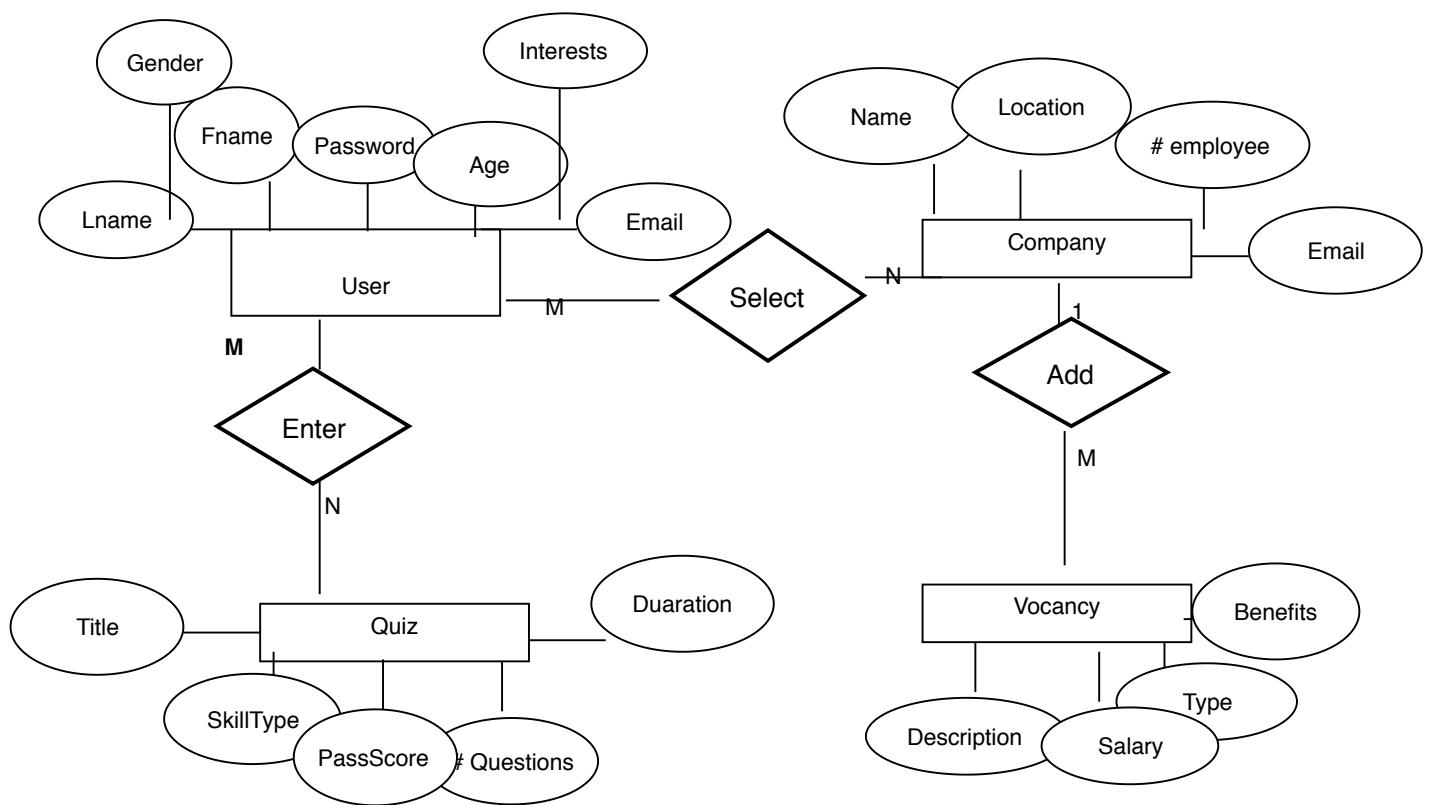 Interests
Gender
Location
Name
Fname
Password
# employee
Age
Lname
Email
Company
Email
User
N
Select
M
1
M
Add
Enter
M
N
Duaration
Vocancy
Benefits
Title
Quiz
Type
SkillType
Description
Salary
PassScore
# Questions